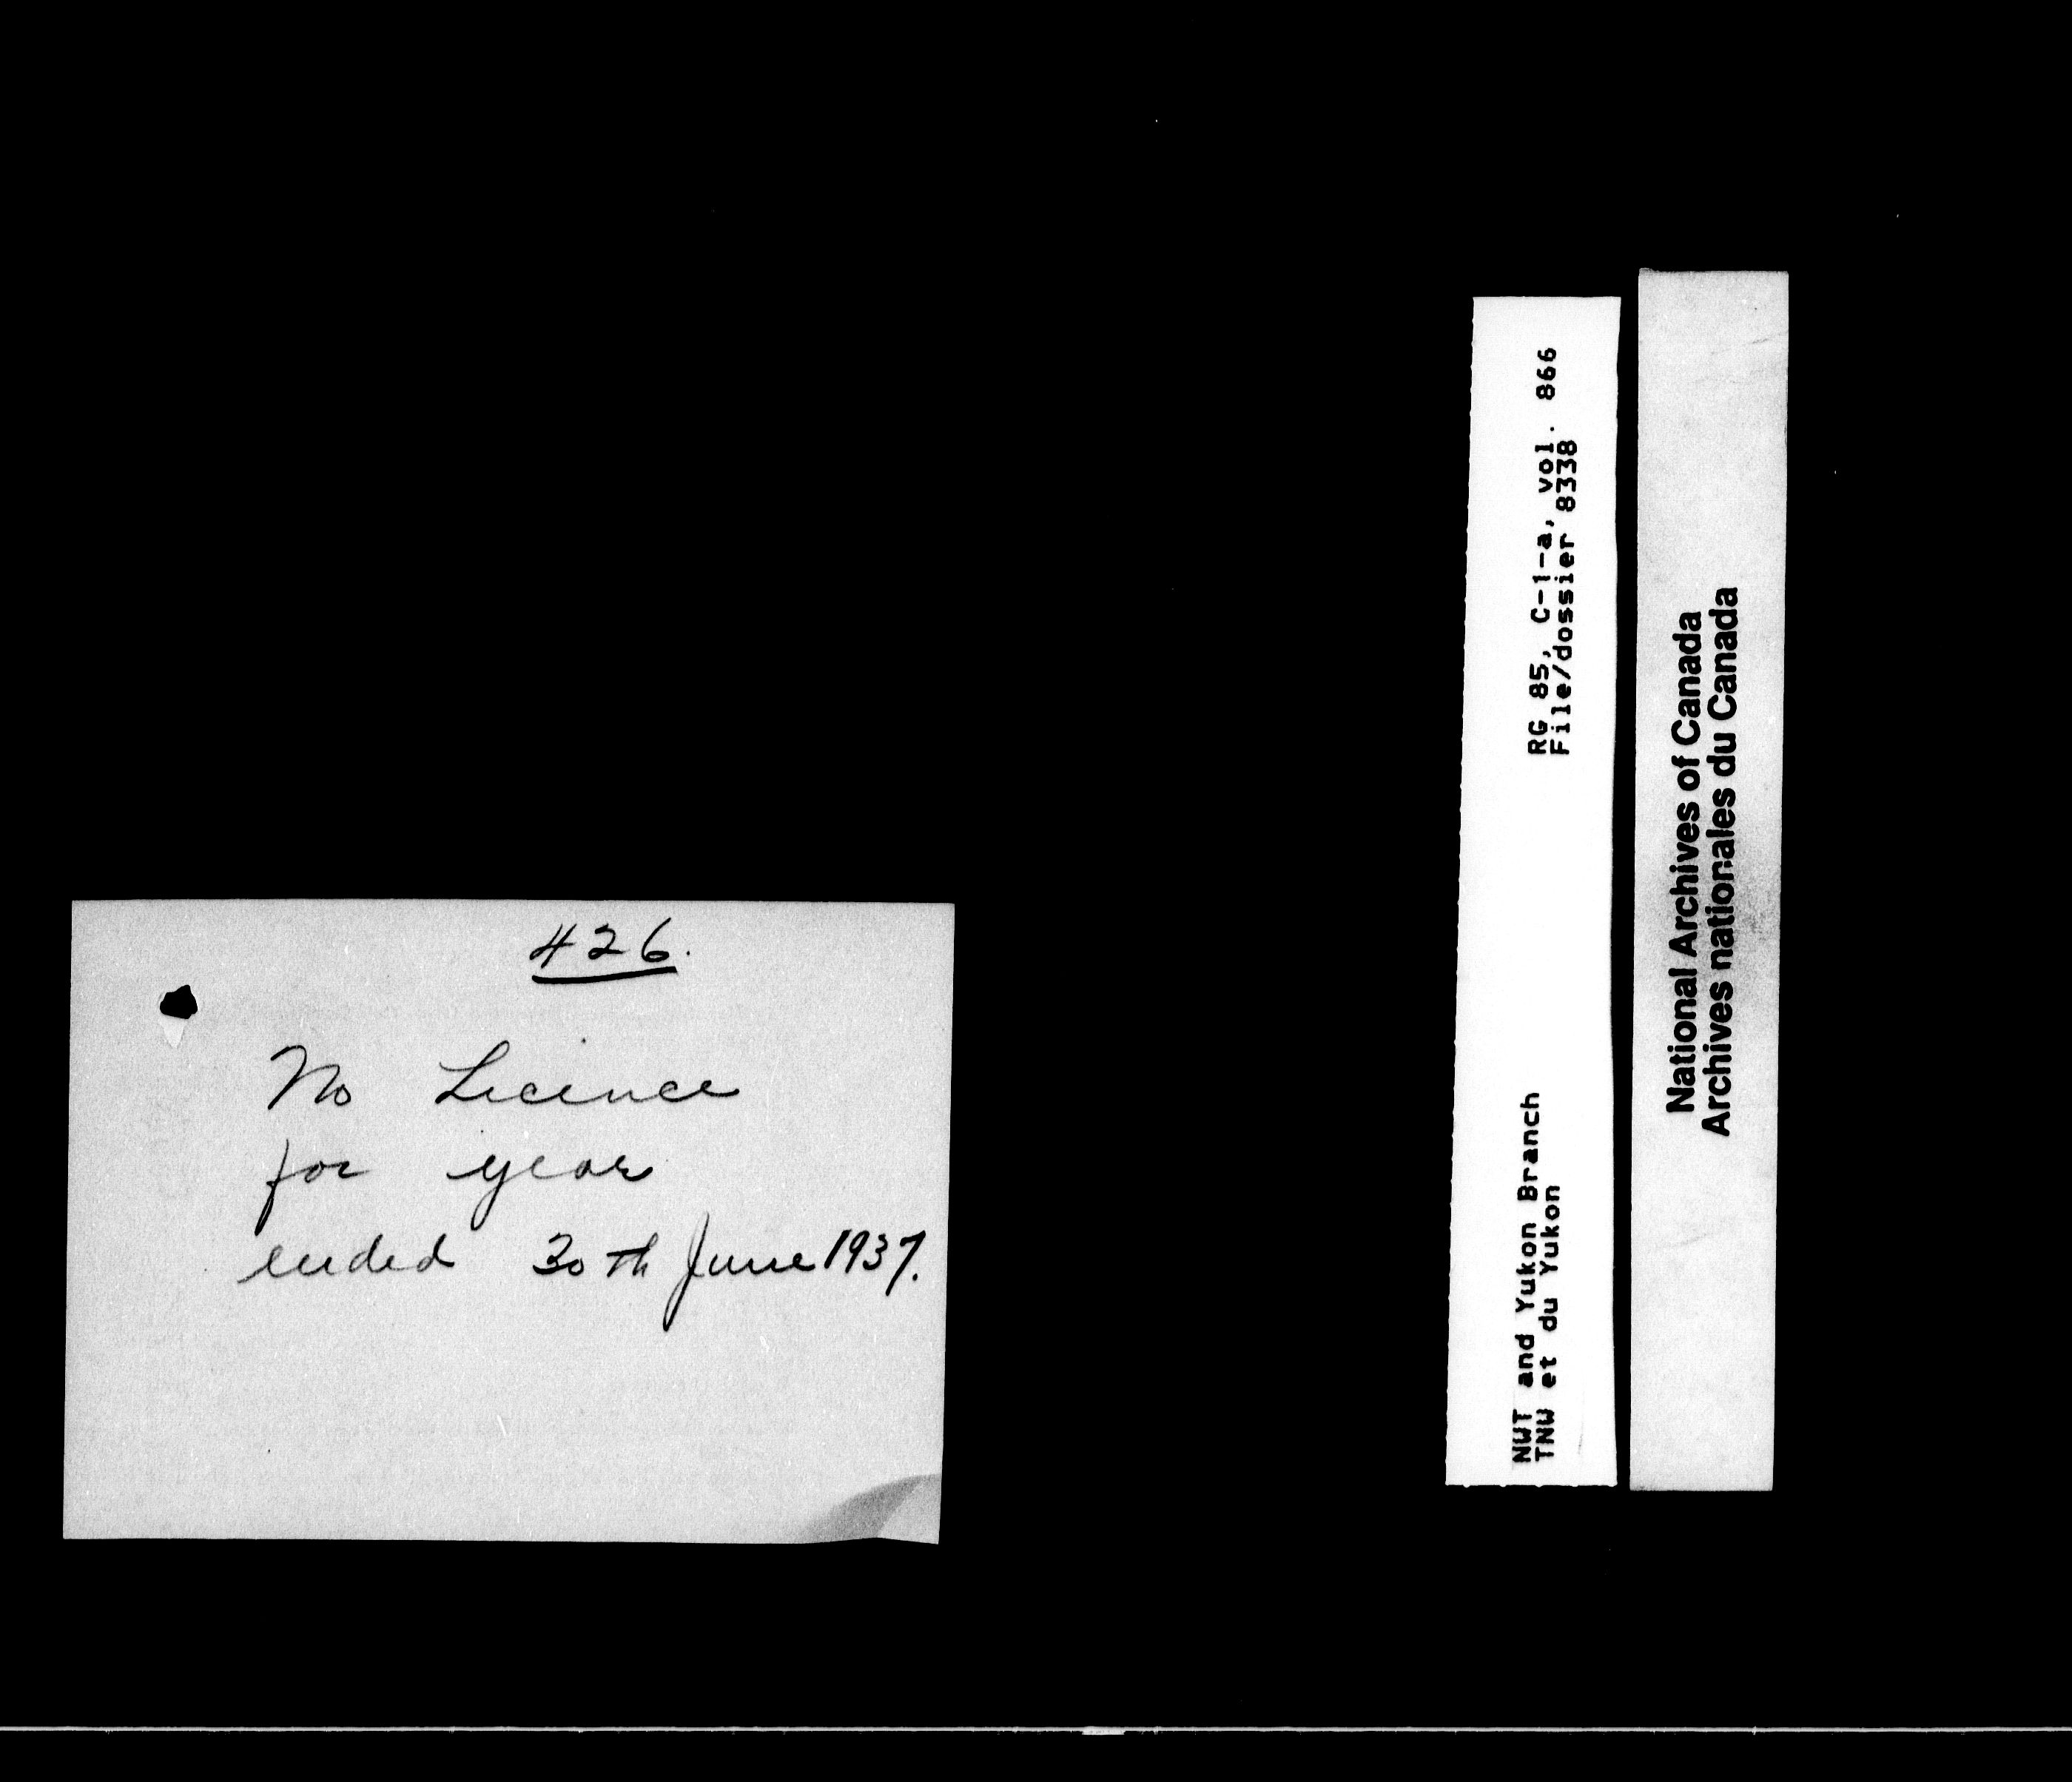 426.
No Licence
for year
ended 30th June 1937.
NWT and Yukon Branch
TNW et du Yukon
RG 85, C-1-a, vol. 866
File/dossier 8338
National Archives of Canada
Archives nationales du Canada